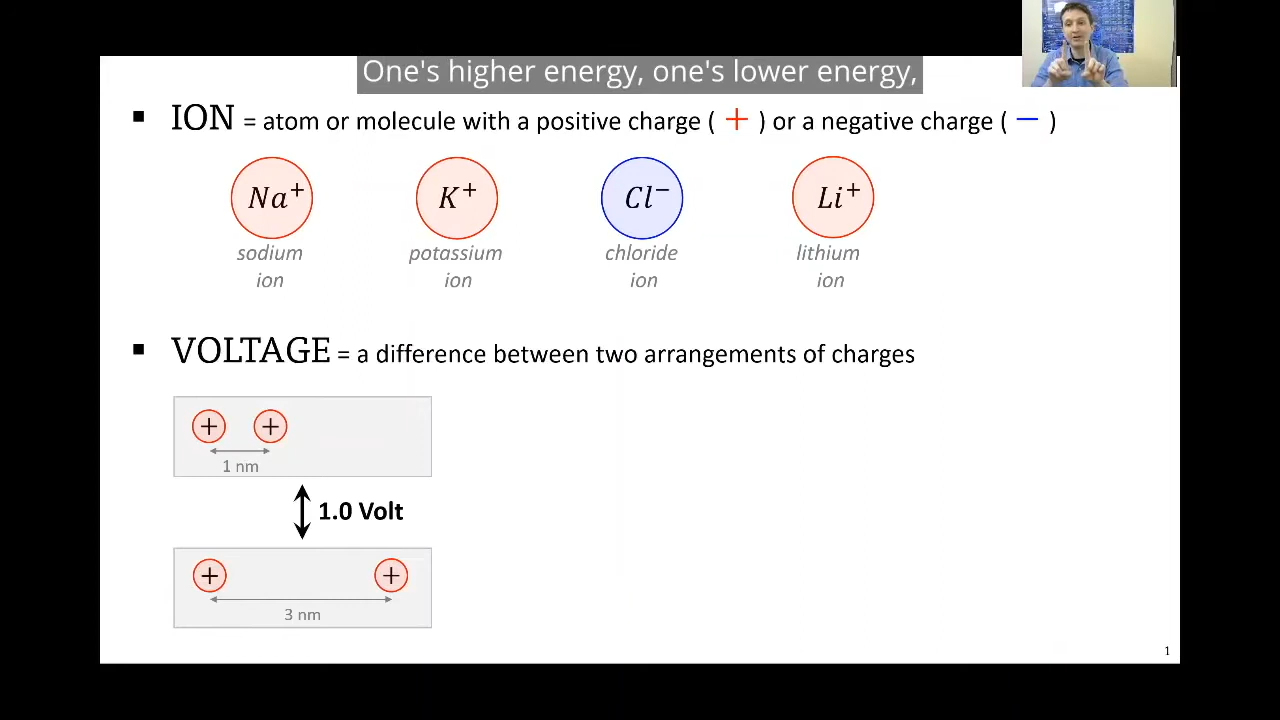 One's higher energy, one's lower energy,
▪ ION = atom or molecule with a positive charge ( + ) or a negative charge ( − )
Na⁺ K⁺ Cl⁻ Li⁺
sodium potassium chloride lithium
ion ion ion ion
▪ VOLTAGE = a difference between two arrangements of charges
+ +
1 nm
1.0 Volt
+ +
3 nm
1